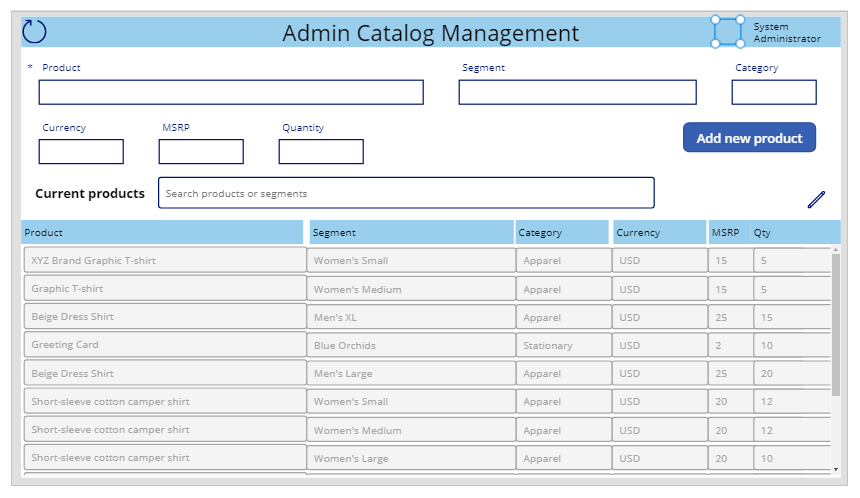 Admin Catalog Management
System
Administrator
* Product Segment Category
Currency MSRP Quantity
Add new product
Current products Search products or segments
Product Segment Category Currency MSRP Qty
XYZ Brand Graphic T-shirt Women's Small Apparel USD 15 5
Graphic T-shirt Women's Medium Apparel USD 15 5
Beige Dress Shirt Men's XL Apparel USD 25 15
Greeting Card Blue Orchids Stationary USD 2 10
Beige Dress Shirt Men's Large Apparel USD 25 20
Short-sleeve cotton camper shirt Women's Small Apparel USD 20 12
Short-sleeve cotton camper shirt Women's Medium Apparel USD 20 12
Short-sleeve cotton camper shirt Women's Large Apparel USD 20 10